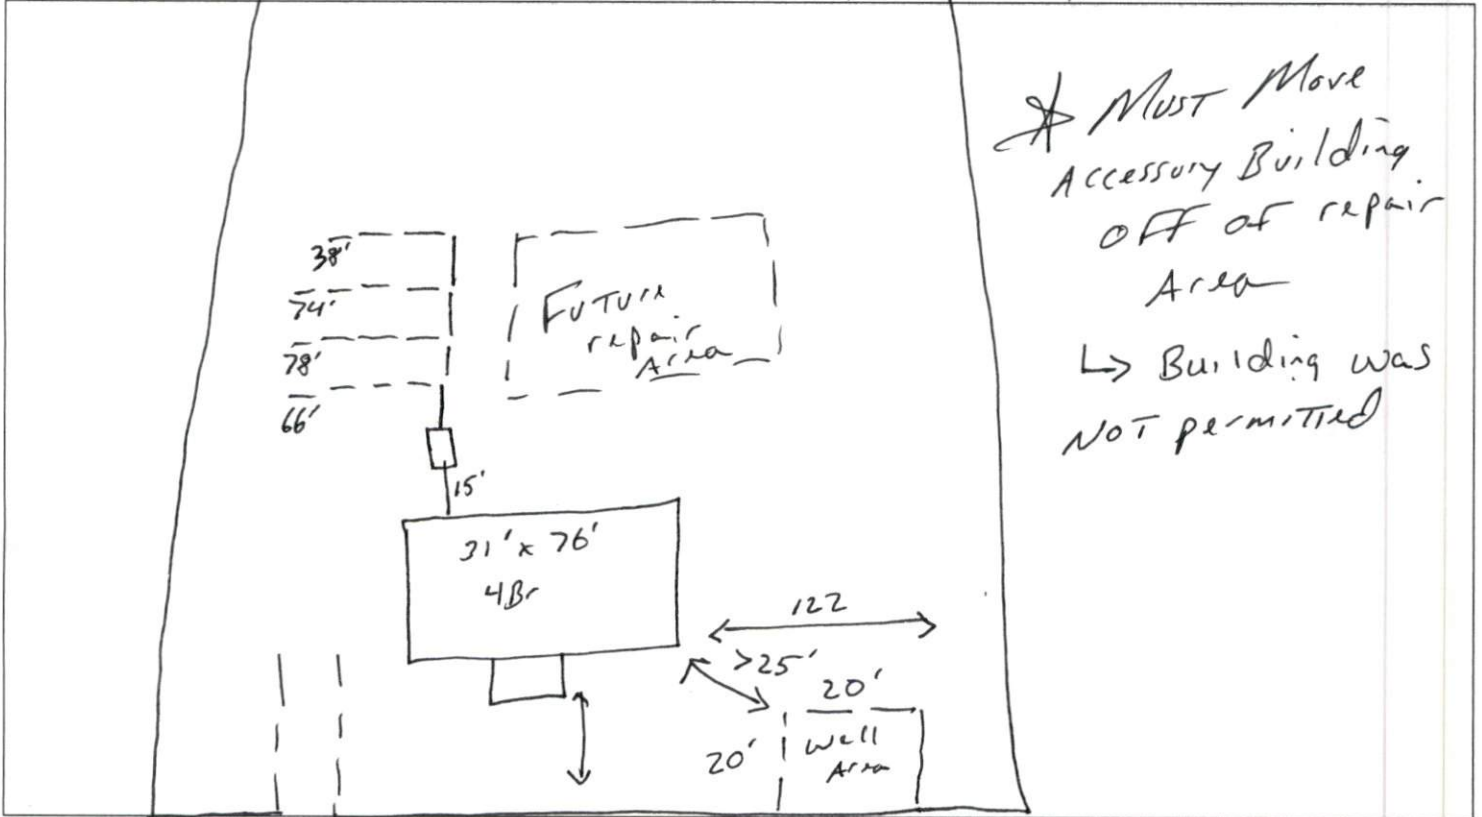 * Must Move
Accessory Building
off of repair
Area
↳ Building was
NOT permitted
38'
74'
78'
66'
Future
repair
Area
15'
31' x 76'
4Br
122
>25'
20'
20'
Well
Area